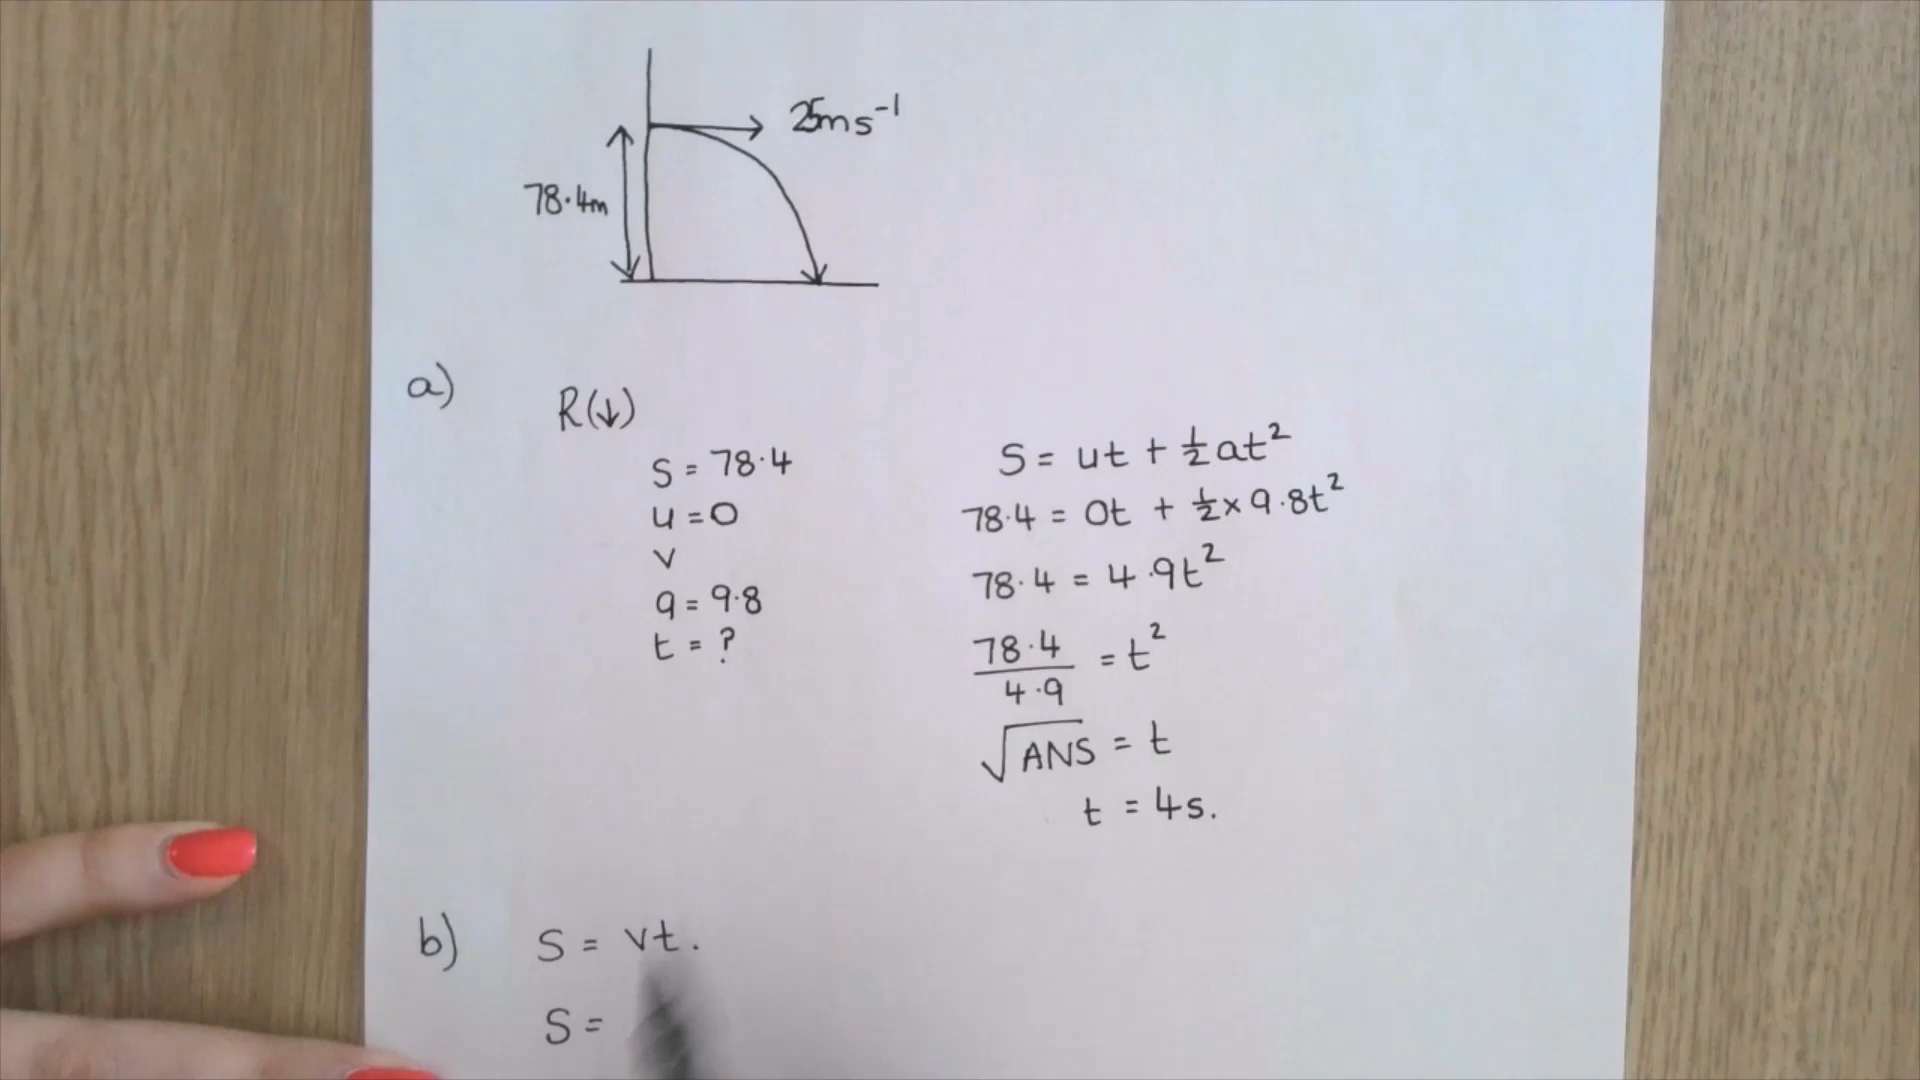 25ms⁻¹
78.4m
a)
R(↓)
S = 78.4
u = 0
v
a = 9.8
t = ?
S = ut + ½at²
78.4 = 0t + ½ × 9.8t²
78.4 = 4.9t²
78.4/4.9 = t²
√ANS = t
t = 4s.
b) S = vt.
S =